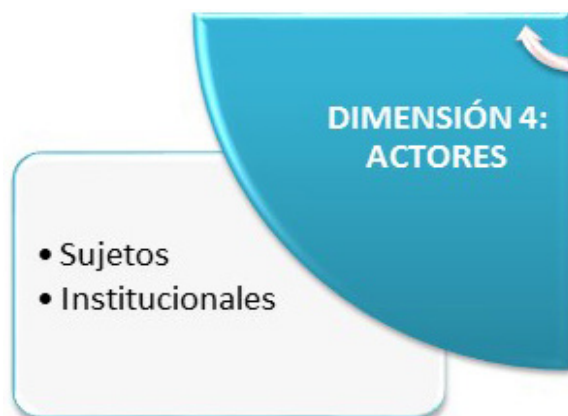 DIMENSIÓN 4:
ACTORES
• Sujetos
• Institucionales